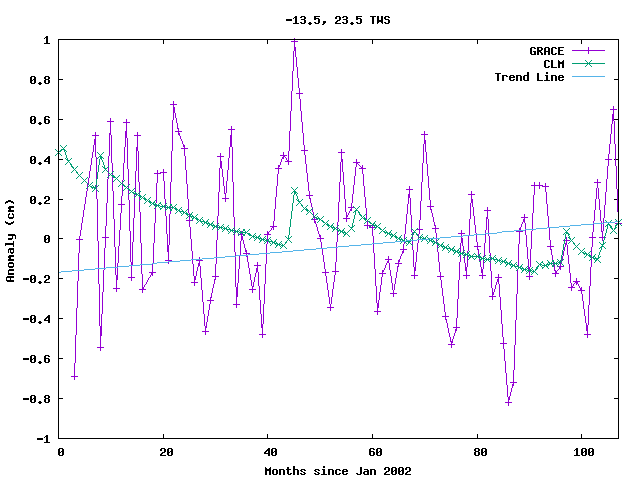 -13.5, 23.5 TWS
GRACE
CLM
Trend Line
1
0.8
0.6
0.4
0.2
0
-0.2
-0.4
-0.6
-0.8
-1
Anomaly (cm)
0 20 40 60 80 100
Months since Jan 2002